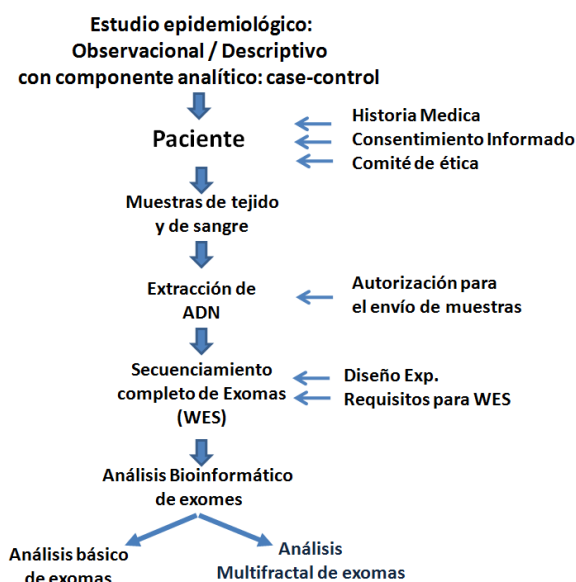 Estudio epidemiológico:
Observacional / Descriptivo
con componente analítico: case-control
Paciente
Historia Medica
Consentimiento Informado
Comité de ética
Muestras de tejido
y de sangre
Extracción de
ADN
Autorización para
el envío de muestras
Secuenciamiento
completo de Exomas
(WES)
Diseño Exp.
Requisitos para WES
Análisis Bioinformático
de exomes
Análisis básico
de exomas
Análisis
Multifractal de exomas